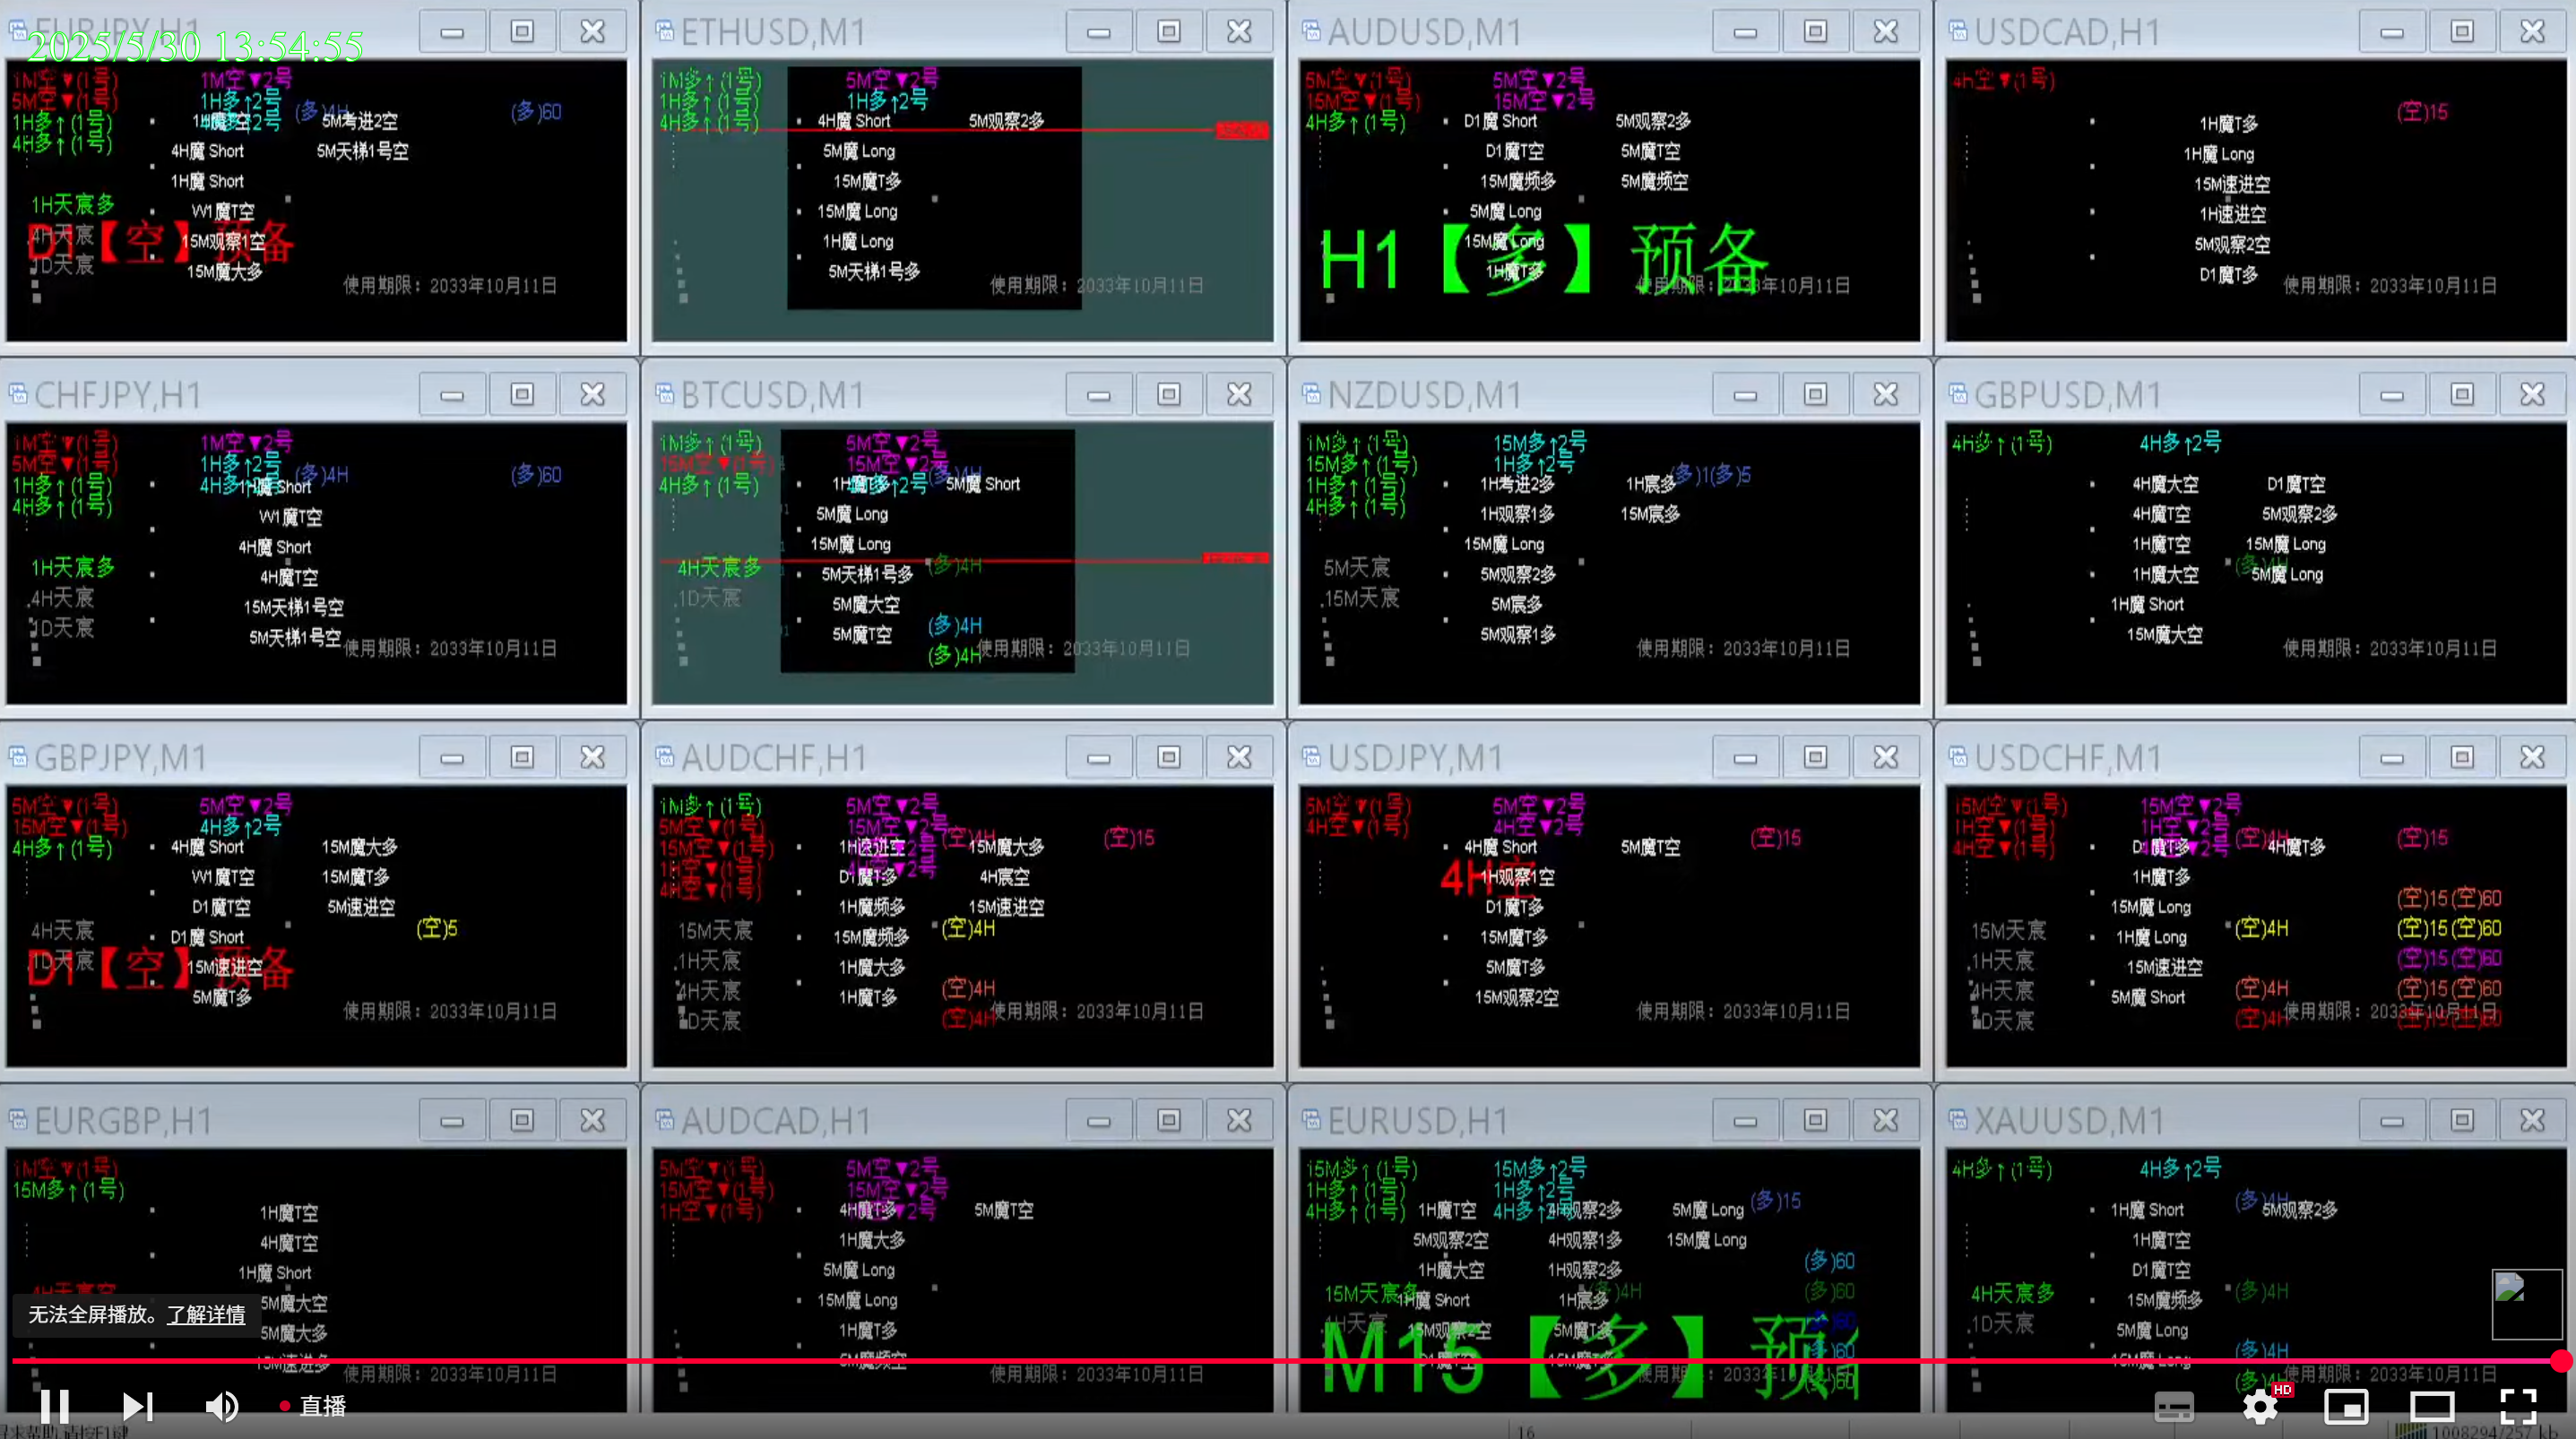 EURJPY,H1
2025/5/30 13:54:55
1M空▼(1号)
5M空▼(1号)
1H多↑(1号)
4H多↑(1号)
1M空▼2号
1H多↑2号
4H多↑2号
(多)4H
(多)60
5M考进2空
4H魔 Short
5M天梯1号空
1H魔 Short
1H天宸多
W1魔T空
4H天宸
D1【空】预备
15M观察1空
1D天宸
15M魔大多
使用期限：2033年10月11日
ETHUSD,M1
1M多↑(1号)
1H多↑(1号)
4H多↑(1号)
5M空▼2号
1H多↑2号
4H魔 Short
5M观察2多
5M魔 Long
15M魔T多
15M魔 Long
1H魔 Long
5M天梯1号多
使用期限：2033年10月11日
AUDUSD,M1
5M空▼(1号)
15M空▼(1号)
4H多↑(1号)
5M空▼2号
15M空▼2号
D1魔 Short
5M观察2多
D1魔T空
5M魔T空
15M魔频多
5M魔频空
5M魔 Long
15M魔 Long
H1【多】预备
1H魔T多
使用期限：2033年10月11日
USDCAD,H1
4H空▼(1号)
(空)15
1H魔T多
1H魔 Long
15M速进空
1H速进空
5M观察2空
D1魔T多
使用期限：2033年10月11日
CHFJPY,H1
1M空▼(1号)
5M空▼(1号)
1H多↑(1号)
4H多↑(1号)
1M空▼2号
1H多↑2号
4H多↑2号
(多)4H
(多)60
1H魔 Short
W1魔T空
4H魔 Short
1H天宸多
4H魔T空
4H天宸
15M天梯1号空
1D天宸
5M天梯1号空
使用期限：2033年10月11日
BTCUSD,M1
1M多↑(1号)
15M空▼(1号)
4H多↑(1号)
5M空▼2号
15M空▼2号
4H多↑2号
(多)4H
1H魔T多
5M魔 Short
5M魔 Long
15M魔 Long
4H天宸多
(多)4H
5M天梯1号多
1D天宸
5M魔大空
(多)4H
5M魔T空
(多)4H
使用期限：2033年10月11日
NZDUSD,M1
1M多↑(1号)
15M多↑(1号)
1H多↑(1号)
4H多↑(1号)
15M多↑2号
1H多↑2号
(多)1(多)5
1H考进2多
1H宸多
1H观察1多
15M宸多
15M魔 Long
5M天宸
5M观察2多
15M天宸
5M宸多
5M观察1多
使用期限：2033年10月11日
GBPUSD,M1
4H多↑(1号)
4H多↑2号
4H魔大空
D1魔T空
4H魔T空
5M观察2多
1H魔T空
15M魔 Long
(多)4H
1H魔大空
5M魔 Long
1H魔 Short
15M魔大空
使用期限：2033年10月11日
GBPJPY,M1
5M空▼(1号)
15M空▼(1号)
4H多↑(1号)
5M空▼2号
4H多↑2号
4H魔 Short
15M魔大多
W1魔T空
15M魔T多
D1魔T空
5M速进空
4H天宸
(空)5
D1魔 Short
1D天宸
D1【空】预备
15M速进空
5M魔T多
使用期限：2033年10月11日
AUDCHF,H1
1M多↑(1号)
5M空▼(1号)
15M空▼(1号)
1H空▼(1号)
4H空▼(1号)
5M空▼2号
15M空▼2号
(空)4H
(空)15
1H速进空
15M魔大多
D1魔T多
4H宸空
1H魔频多
15M速进空
15M天宸
(空)4H
15M魔频多
1H天宸
1H魔大多
4H天宸
(空)4H
1H魔T多
1D天宸
(空)4H
使用期限：2033年10月11日
USDJPY,M1
5M空▼(1号)
4H空▼(1号)
5M空▼2号
4H空▼2号
(空)15
4H魔 Short
5M魔T空
4H空
1H观察1空
D1魔T多
15M魔T多
5M魔T多
15M观察2空
使用期限：2033年10月11日
USDCHF,M1
15M空▼(1号)
1H空▼(1号)
4H空▼(1号)
15M空▼2号
1H空▼2号
(空)4H
(空)15
D1魔T多
4H魔T多
1H魔T多
(空)15(空)60
15M魔 Long
15M天宸
(空)4H
(空)15(空)60
1H魔 Long
1H天宸
(空)15(空)60
15M速进空
4H天宸
(空)4H
(空)15(空)60
5M魔 Short
1D天宸
(空)4H
(空)15(空)60
使用期限：2033年10月11日
EURGBP,H1
1M空▼(1号)
15M多↑(1号)
1H魔T空
4H魔T空
1H魔 Short
4H天宸空
5M魔大空
5M魔大多
15M速进多
使用期限：2033年10月11日
AUDCAD,H1
5M空▼(1号)
15M空▼(1号)
1H空▼(1号)
5M空▼2号
15M空▼2号
4H魔T多
5M魔T空
1H魔大多
5M魔 Long
15M魔 Long
1H魔T多
5M魔频空
使用期限：2033年10月11日
EURUSD,H1
15M多↑(1号)
1H多↑(1号)
4H多↑(1号)
15M多↑2号
1H多↑2号
4H多↑2号
(多)15
1H魔T空
4H观察2多
5M魔 Long
5M观察2空
4H观察1多
15M魔 Long
1H魔大空
1H观察2多
(多)60
15M天宸多
(多)4H
(多)60
1H魔 Short
1H宸多
1H天宸
15M观察2空
5M魔T多
M15【多】预
(多)60
使用期限：2033年10月11日
XAUUSD,M1
4H多↑(1号)
4H多↑2号
(多)4H
1H魔 Short
5M观察2多
1H魔T空
D1魔T空
4H天宸多
(多)4H
15M魔频多
1D天宸
5M魔 Long
(多)4H
15M魔 Long
使用期限：2033年10月11日
无法全屏播放。了解详情
直播
HD
16
1008294/257 kb